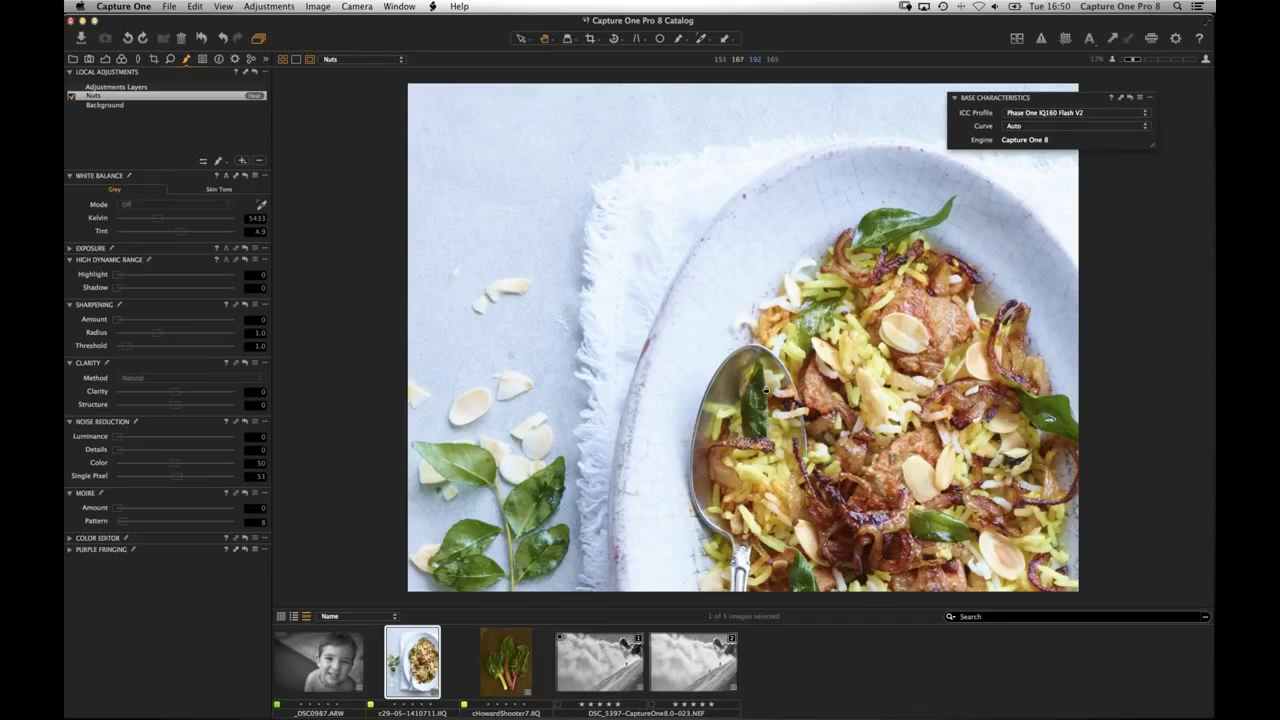 Capture One File Edit View Adjustments Image Camera Window Help Tue 16:50 Capture One Pro 8
Capture One Pro 8 Catalog
Nuts 151 167 192 165 17%
LOCAL ADJUSTMENTS
Adjustments Layers
Nuts Heal
Background
WHITE BALANCE
Grey Skin Tone
Mode Off
Kelvin 5433
Tint 4.9
EXPOSURE
HIGH DYNAMIC RANGE
Highlight 0
Shadow 0
SHARPENING
Amount 0
Radius 1.0
Threshold 1.0
CLARITY
Method Natural
Clarity 0
Structure 0
NOISE REDUCTION
Luminance 0
Details 0
Color 50
Single Pixel 51
MOIRE
Amount 0
Pattern 8
COLOR EDITOR
PURPLE FRINGING
BASE CHARACTERISTICS
ICC Profile Phase One IQ160 Flash V2
Curve Auto
Engine Capture One 8
Name 1 of 5 images selected Search
1 2
_DSC0987.ARW c29-05-1410711.IIQ cHowardShooter7.IIQ DSC_5397-CaptureOne8.0-023.NEF